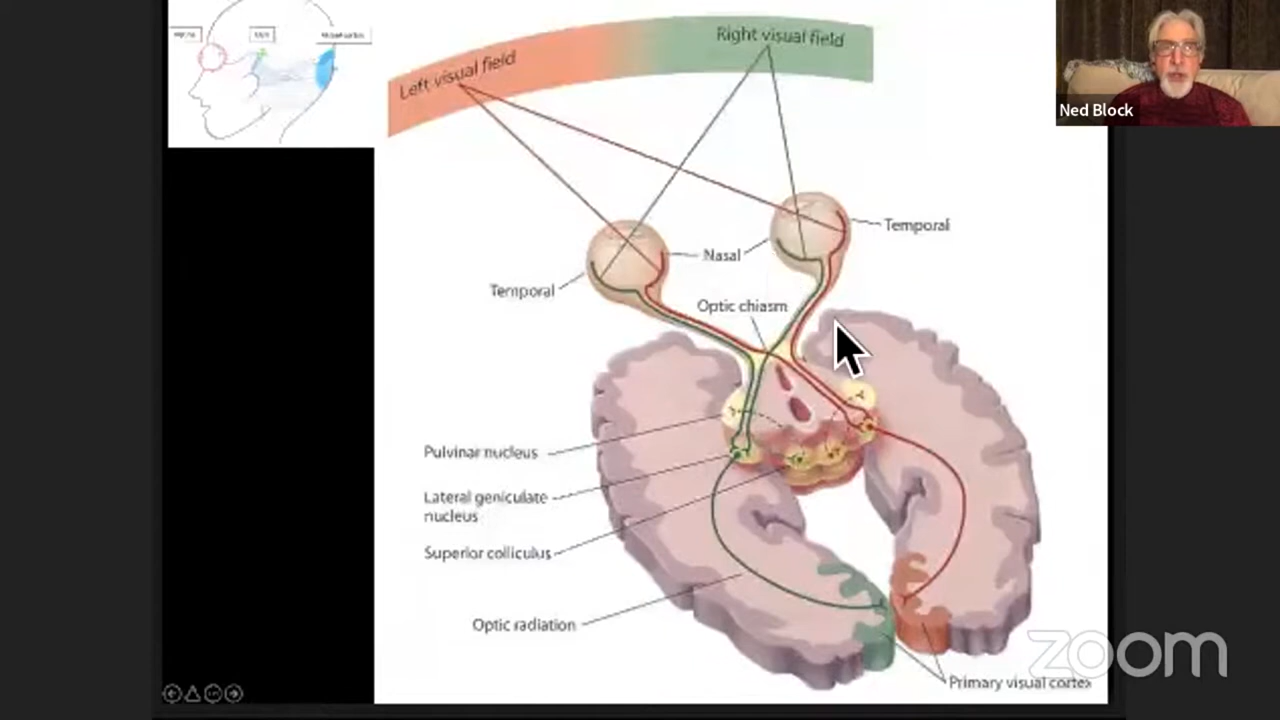 LGN
Left visual field
Right visual field
Ned Block
Temporal
Nasal
Temporal
Optic chiasm
Pulvinar nucleus
Lateral geniculate
nucleus
Superior colliculus
Optic radiation
Primary visual cortex
zoom